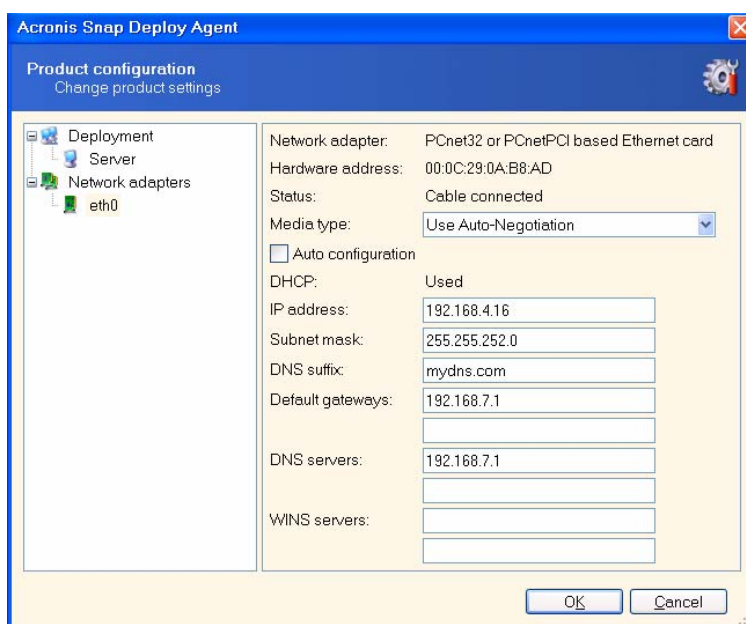 Acronis Snap Deploy Agent
Product configuration
Change product settings
Deployment
Server
Network adapters
eth0
Network adapter: PCnet32 or PCnetPCI based Ethernet card
Hardware address: 00:0C:29:0A:B8:AD
Status: Cable connected
Media type: Use Auto-Negotiation
Auto configuration
DHCP: Used
IP address: 192.168.4.16
Subnet mask: 255.255.252.0
DNS suffix: mydns.com
Default gateways: 192.168.7.1
DNS servers: 192.168.7.1
WINS servers:
OK Cancel